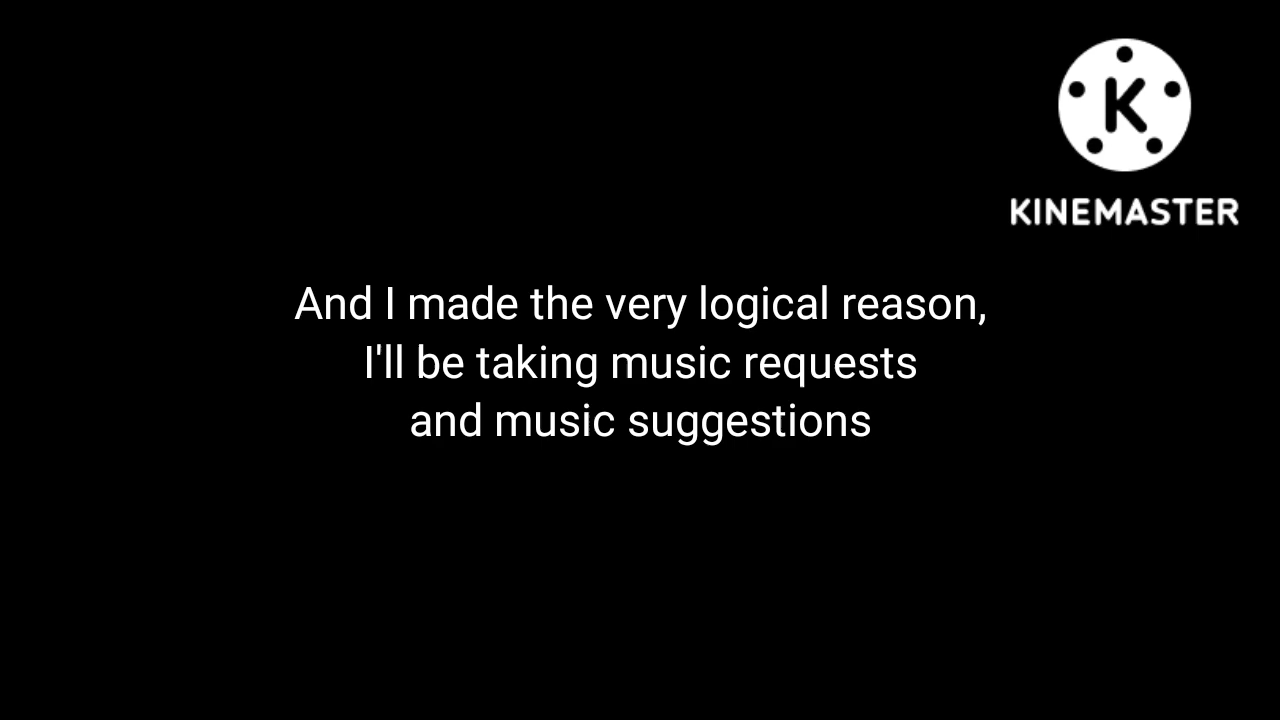 KINEMASTER
And I made the very logical reason,
I'll be taking music requests
and music suggestions